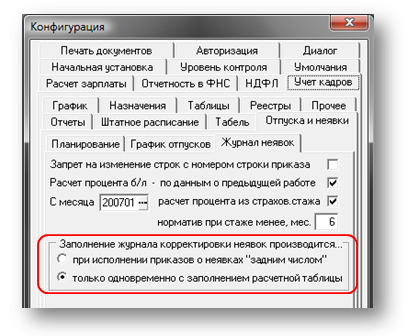 Конфигурация
Печать документов Авторизация Диалог
Начальная установка Уровень контроля Умолчания
Расчет зарплаты Отчетность в ФНС НДФЛ Учет кадров
График Назначения Таблицы Реестры Прочее
Отчеты Штатное расписание Табель Отпуска и неявки
Планирование График отпусков Журнал неявок
Запрет на изменение строк с номером строки приказа
Расчет процента б/л - по данным о предыдущей работе
С месяца 200701 расчет процента из страхов.стажа
норматив при стаже менее, мес. 6
Заполнение журнала корректировки неявок производится...
при исполнении приказов о неявках "задним числом"
только одновременно с заполнением расчетной таблицы